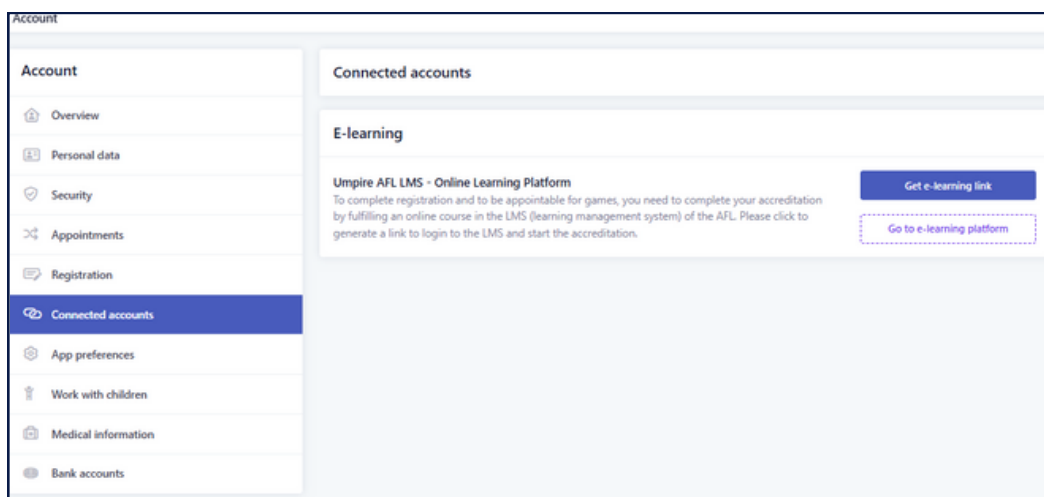 Account
Account
Overview
Personal data
Security
Appointments
Registration
Connected accounts
App preferences
Work with children
Medical information
Bank accounts
Connected accounts
E-learning
Umpire AFL LMS - Online Learning Platform
To complete registration and to be appointable for games, you need to complete your accreditation
by fulfilling an online course in the LMS (learning management system) of the AFL. Please click to
generate a link to login to the LMS and start the accreditation.
Get e-learning link
Go to e-learning platform